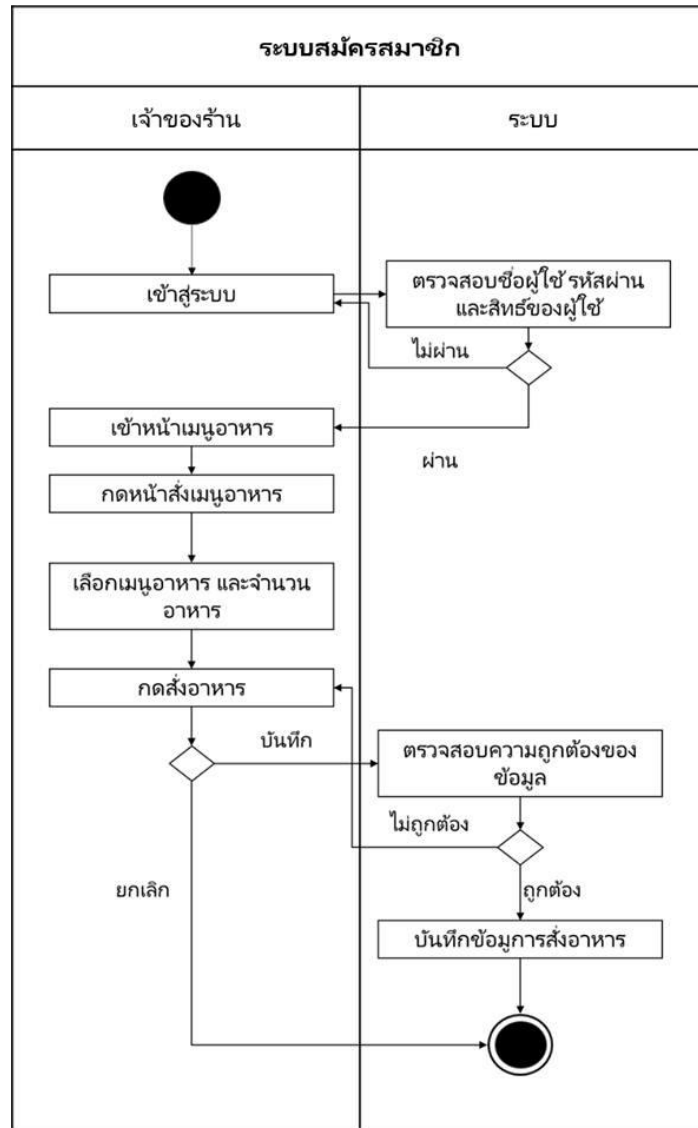 ระบบสมัครสมาชิก
เจ้าของร้าน
ระบบ
เข้าสู่ระบบ
ตรวจสอบชื่อผู้ใช้ รหัสผ่าน
และสิทธ์ของผู้ใช้
ไม่ผ่าน
เข้าหน้าเมนูอาหาร
ผ่าน
กดหน้าสั่งเมนูอาหาร
เลือกเมนูอาหาร และจำนวน
อาหาร
กดสั่งอาหาร
บันทึก
ตรวจสอบความถูกต้องของ
ข้อมูล
ไม่ถูกต้อง
ยกเลิก
ถูกต้อง
บันทึกข้อมูการสั่งอาหาร